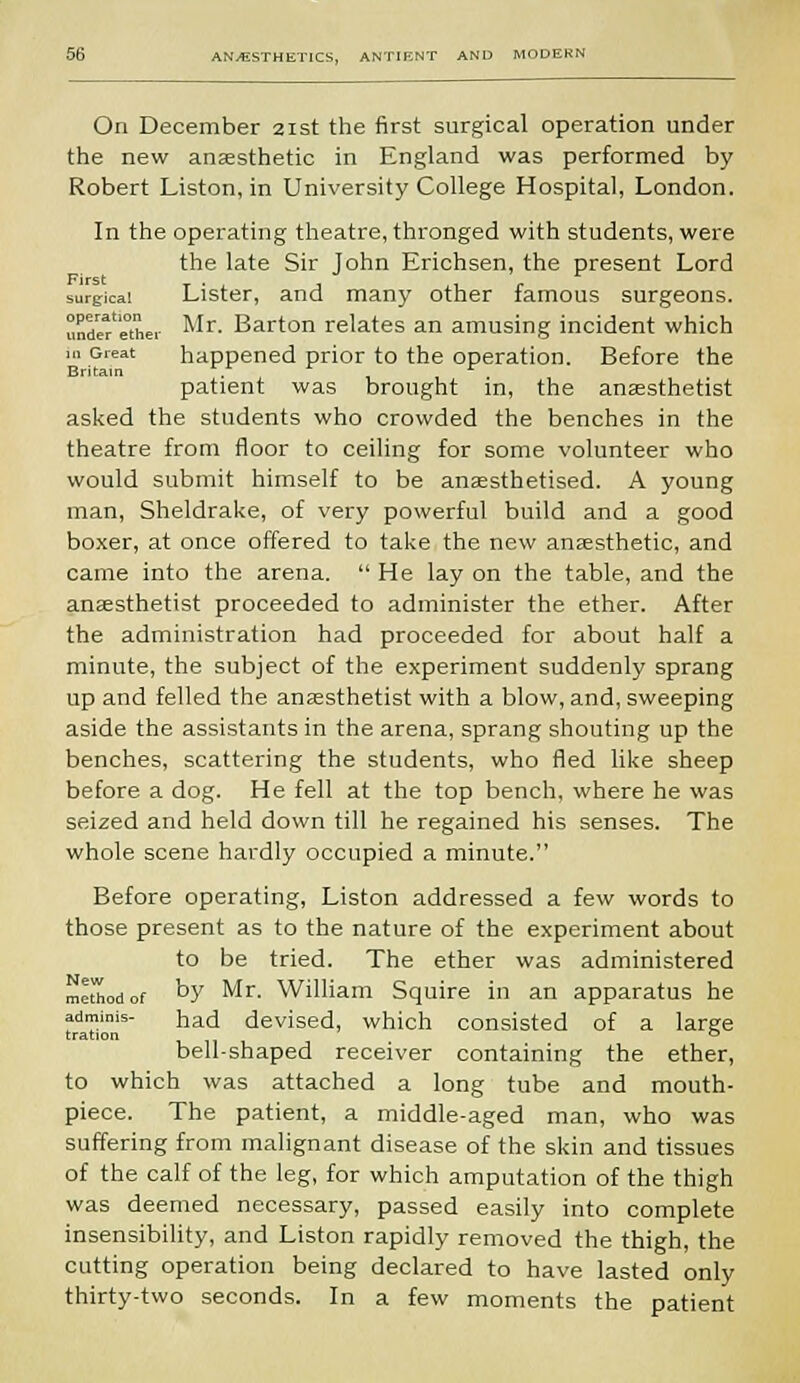 56 ANÆSTHETICS, ANTIENT AND MODERN
On December 21st the first surgical operation under
the new anæsthetic in England was performed by
Robert Liston, in University College Hospital, London.
In the operating theatre, thronged with students, were
the late Sir John Erichsen, the present Lord
Lister, and many other famous surgeons.
Mr. Barton relates an amusing incident which
happened prior to the operation. Before the
patient was brought in, the anæsthetist
First
surgical
operation
under ether
in Great
Britain
asked the students who crowded the benches in the
theatre from floor to ceiling for some volunteer who
would submit himself to be anæsthetised. A young
man, Sheldrake, of very powerful build and a good
boxer, at once offered to take the new anæsthetic, and
came into the arena. “ He lay on the table, and the
anæsthetist proceeded to administer the ether. After
the administration had proceeded for about half a
minute, the subject of the experiment suddenly sprang
up and felled the anæsthetist with a blow, and, sweeping
aside the assistants in the arena, sprang shouting up the
benches, scattering the students, who fled like sheep
before a dog. He fell at the top bench, where he was
seized and held down till he regained his senses. The
whole scene hardly occupied a minute.”
Before operating, Liston addressed a few words to
those present as to the nature of the experiment about
to be tried. The ether was administered
by Mr. William Squire in an apparatus he
had devised, which consisted of a large
bell-shaped receiver containing the ether,
New
method of
adminis-
tration
to which was attached a long tube and mouth-
piece. The patient, a middle-aged man, who was
suffering from malignant disease of the skin and tissues
of the calf of the leg, for which amputation of the thigh
was deemed necessary, passed easily into complete
insensibility, and Liston rapidly removed the thigh, the
cutting operation being declared to have lasted only
thirty-two seconds. In a few moments the patient